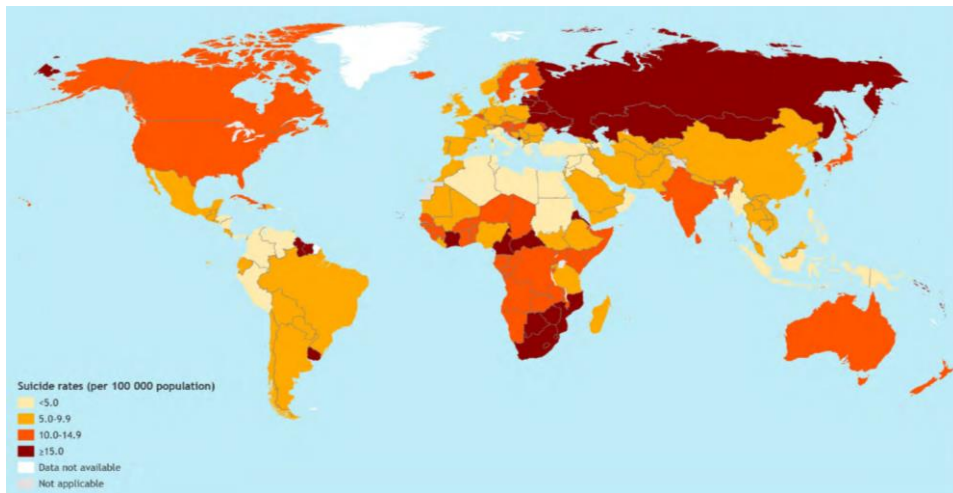 Suicide rates (per 100 000 population)
<5.0
5.0-9.9
10.0-14.9
≥15.0
Data not available
Not applicable